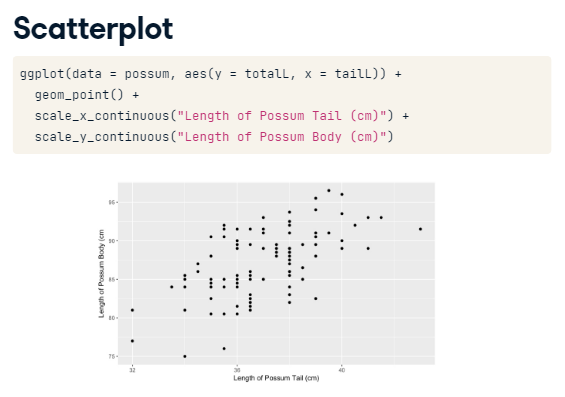 Scatterplot
ggplot(data = possum, aes(y = totalL, x = tailL)) +
geom_point() +
scale_x_continuous("Length of Possum Tail (cm)") +
scale_y_continuous("Length of Possum Body (cm)")
Length of Possum Body (cm
95
90
85
80
75
32
36
40
Length of Possum Tail (cm)